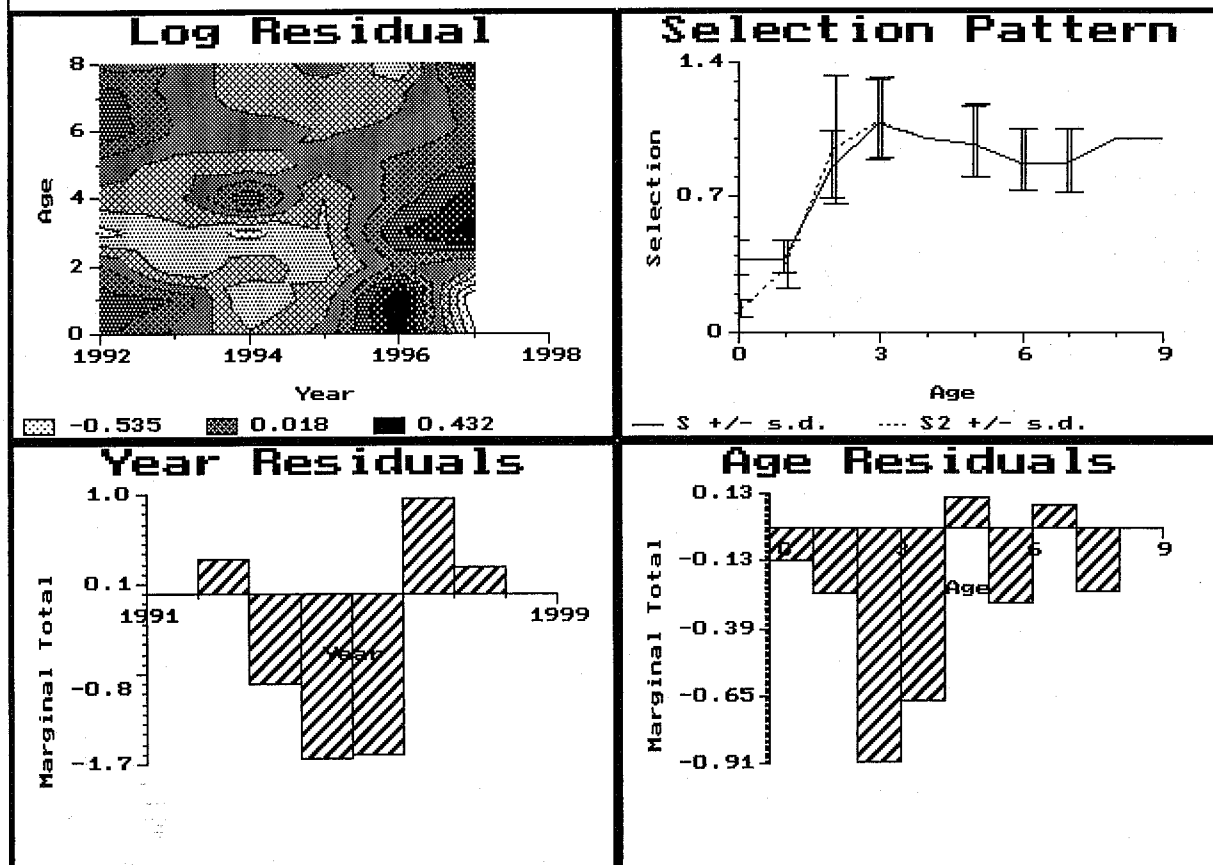 Log Residual
8
6
4
2
0
Age
1992
1994
1996
1998
Year
-0.535
0.018
0.432
Selection Pattern
1.4
0.7
0
Selection
0
3
6
9
Age
S +/- s.d.
S2 +/- s.d.
Year Residuals
1.0
0.1
-0.8
-1.7
Marginal Total
1991
1999
Year
Age Residuals
0.13
-0.13
-0.39
-0.65
-0.91
Marginal Total
0
3
6
9
Age